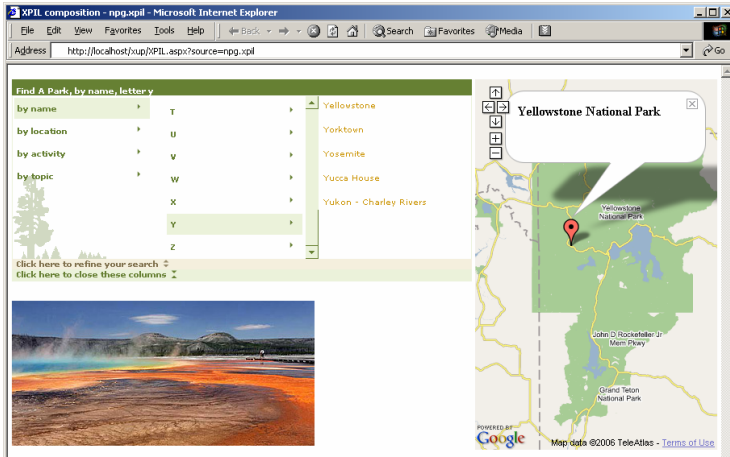 XPIL composition - npg.xpil - Microsoft Internet Explorer
File Edit View Favorites Tools Help Back Search Favorites Media
Address http://localhost/xup/XPIL.aspx?source=npg.xpil Go
Find A Park, by name, letter y
by name
by location
by activity
by topic
T
U
V
W
X
Y
Z
Yellowstone
Yorktown
Yosemite
Yucca House
Yukon - Charley Rivers
Click here to refine your search
Click here to close these columns
Yellowstone National Park
Yellowstone
National Park
John D Rockefeller Jr
Mem Pkwy
Grand Teton
National Park
POWERED BY
Google
Map data ©2006 TeleAtlas - Terms of Use